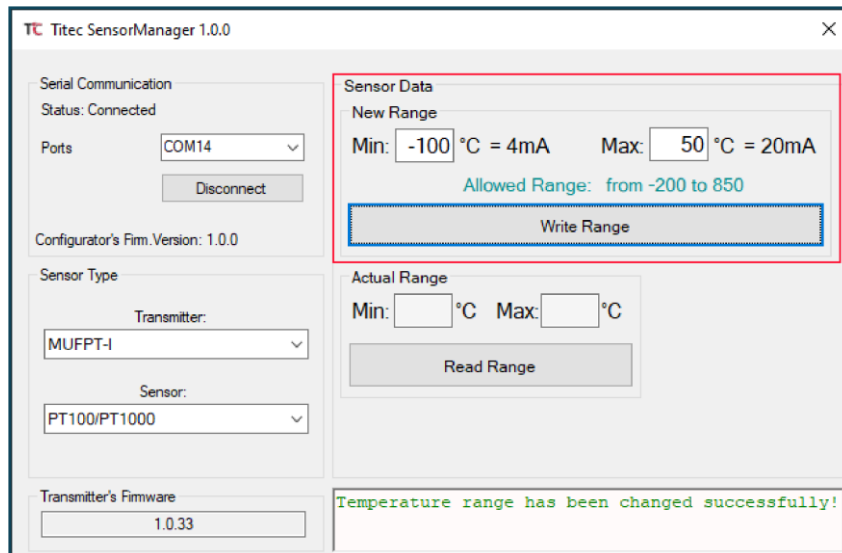 TC Titec SensorManager 1.0.0
Serial Communication
Status: Connected
Ports COM14
Disconnect
Configurator's Firm.Version: 1.0.0
Sensor Type
Transmitter:
MUFPT-I
Sensor:
PT100/PT1000
Transmitter's Firmware
1.0.33
Sensor Data
New Range
Min: -100 °C = 4mA Max: 50 °C = 20mA
Allowed Range: from -200 to 850
Write Range
Actual Range
Min: °C Max: °C
Read Range
Temperature range has been changed successfully!